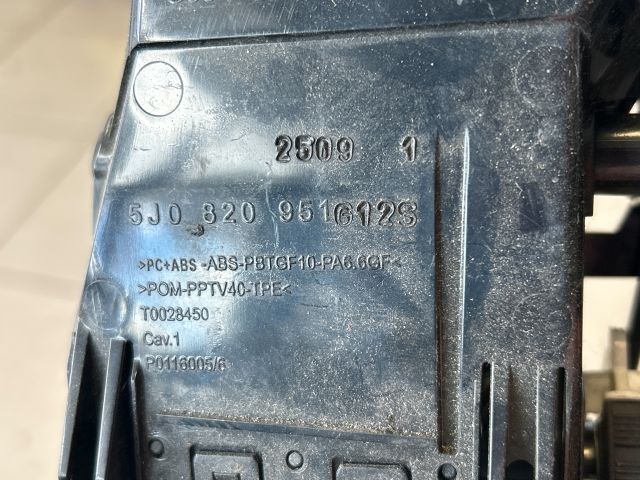 2509 1
5J0 820 951 G12S
>PC+ABS -ABS-PBTGF10-PA6.6GF<
>POM-PPTV40-TPE<
T0028450
Cav.1
P0116005/6